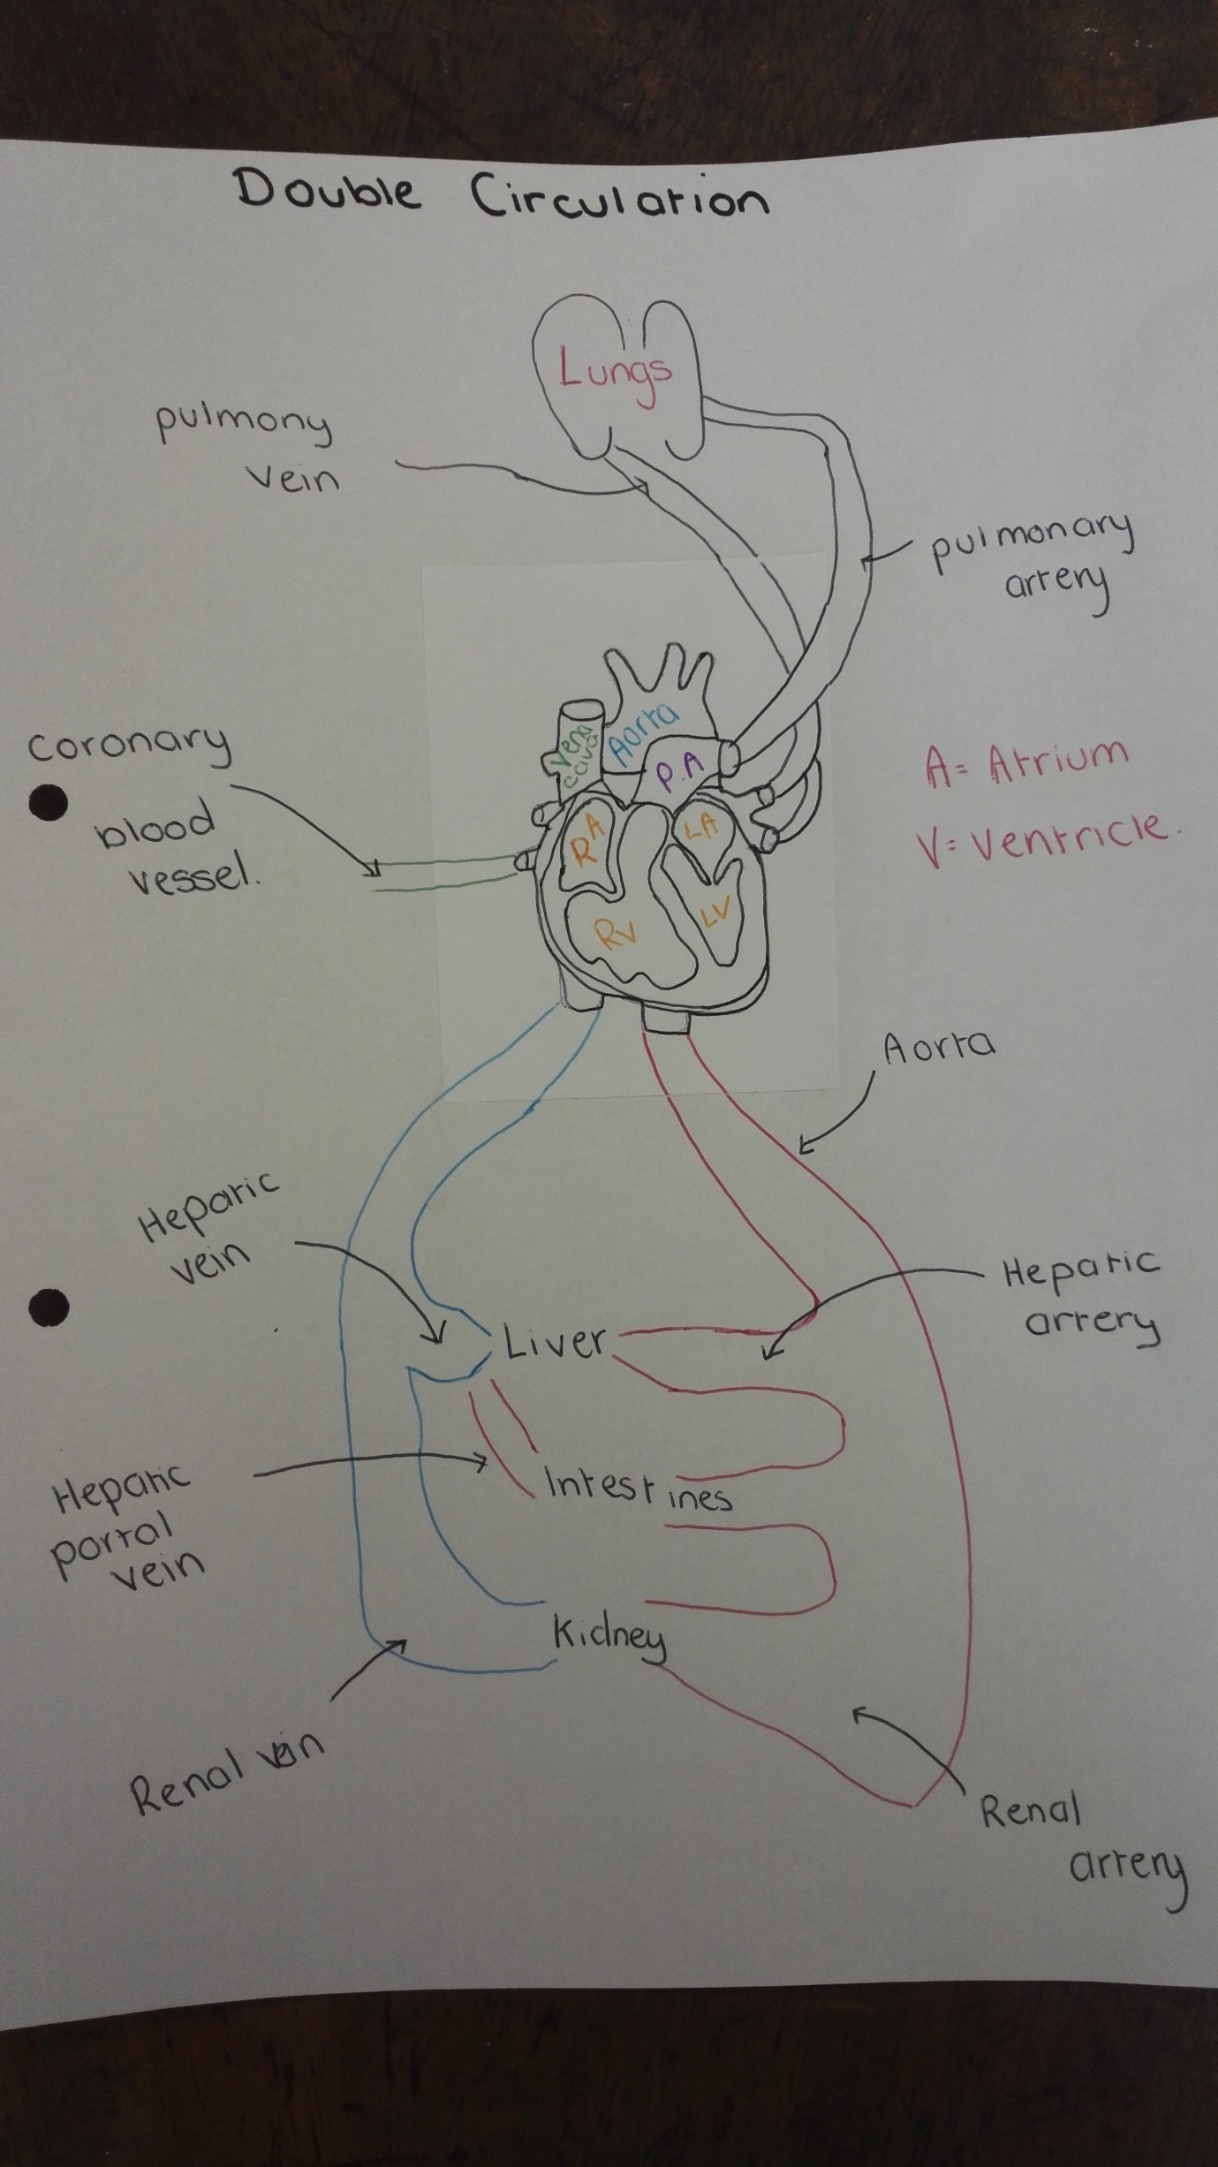 Double Circulation
Lungs
pulmony
vein
pulmonary
artery
coronary
blood
vessel.
Vena
cava
Aorta
P.A
A= Atrium
V= ventricle.
RA
LA
RV
LV
Aorta
Heparic
vein
Heparic
artery
Liver
Heparic
portal
vein
Intestines
Kidney
Renal vein
Renal
artery